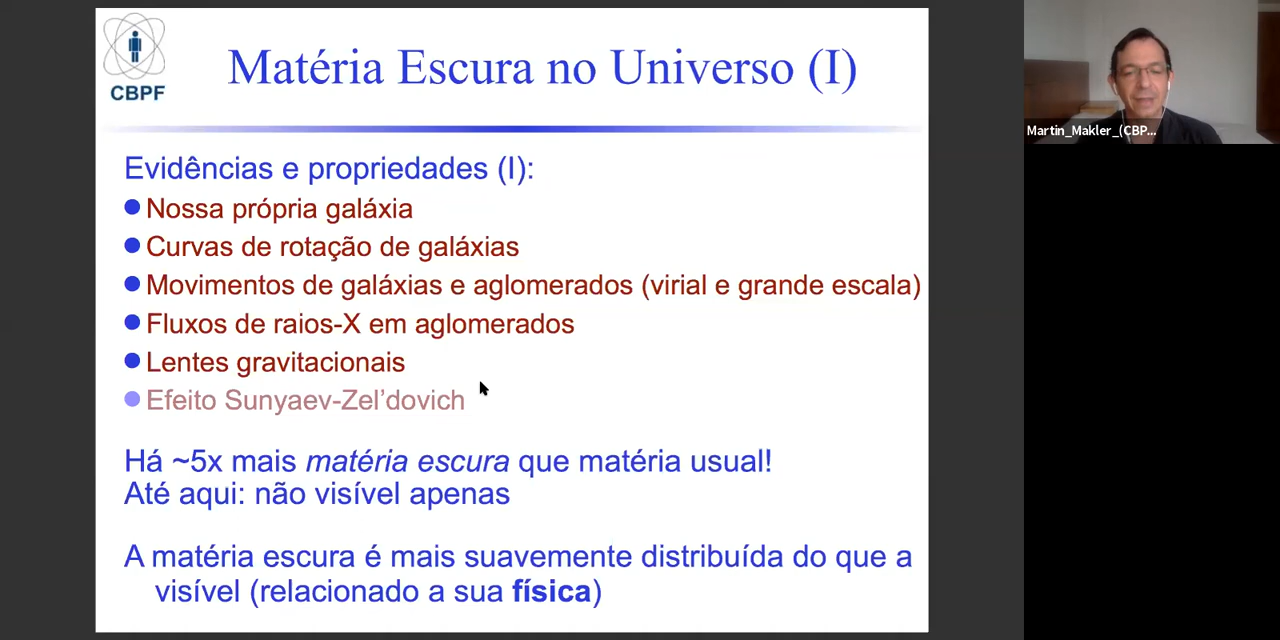 CBPF
Matéria Escura no Universo (I)
Evidências e propriedades (I):
Nossa própria galáxia
Curvas de rotação de galáxias
Movimentos de galáxias e aglomerados (virial e grande escala)
Fluxos de raios-X em aglomerados
Lentes gravitacionais
Efeito Sunyaev-Zel’dovich
Há ~5x mais matéria escura que matéria usual!
Até aqui: não visível apenas
A matéria escura é mais suavemente distribuída do que a
visível (relacionado a sua física)
Martin_Makler_(CBP...